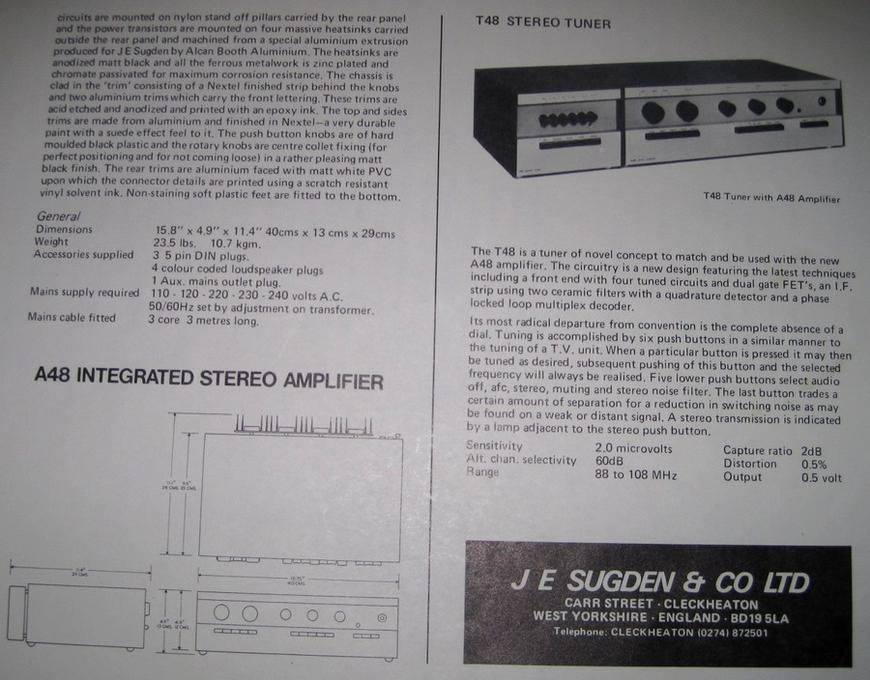 circuits are mounted on nylon stand off pillars carried by the rear panel
and the power transistors are mounted on four massive heatsinks carried
outside the rear panel and machined from a special aluminium extrusion
produced for J E Sugden by Alcan Booth Aluminium. The heatsinks are
anodized matt black and all the ferrous metalwork is zinc plated and
chromate passivated for maximum corrosion resistance. The chassis is
clad in the 'trim' consisting of a Nextel finished strip behind the knobs
and two aluminium trims which carry the front lettering. These trims are
acid etched and anodized and printed with an epoxy ink. The top and sides
trims are made from aluminium and finished in Nextel—a very durable
paint with a suede effect feel to it. The push button knobs are of hard
moulded black plastic and the rotary knobs are centre collet fixing (for
perfect positioning and for not coming loose) in a rather pleasing matt
black finish. The rear trims are aluminium faced with matt white PVC
upon which the connector details are printed using a scratch resistant
vinyl solvent ink. Non-staining soft plastic feet are fitted to the bottom.
General
Dimensions 15.8" x 4.9" x 11.4" 40cms x 13 cms x 29cms
Weight 23.5 lbs. 10.7 kgm.
Accessories supplied 3 5 pin DIN plugs.
4 colour coded loudspeaker plugs
1 Aux. mains outlet plug.
Mains supply required 110 - 120 - 220 - 230 - 240 volts A.C.
50/60Hz set by adjustment on transformer.
Mains cable fitted 3 core 3 metres long.
A48 INTEGRATED STEREO AMPLIFIER
T48 STEREO TUNER
T48 Tuner with A48 Amplifier
The T48 is a tuner of novel concept to match and be used with the new
A48 amplifier. The circuitry is a new design featuring the latest techniques
including a front end with four tuned circuits and dual gate FET's, an I.F.
strip using two ceramic filters with a quadrature detector and a phase
locked loop multiplex decoder.
Its most radical departure from convention is the complete absence of a
dial. Tuning is accomplished by six push buttons in a similar manner to
the tuning of a T.V. unit. When a particular button is pressed it may then
be tuned as desired, subsequent pushing of this button and the selected
frequency will always be realised. Five lower push buttons select audio
off, afc, stereo, muting and stereo noise filter. The last button trades a
certain amount of separation for a reduction in switching noise as may
be found on a weak or distant signal. A stereo transmission is indicated
by a lamp adjacent to the stereo push button.
Sensitivity 2.0 microvolts Capture ratio 2dB
Alt. chan. selectivity 60dB Distortion 0.5%
Range 88 to 108 MHz Output 0.5 volt
J E SUGDEN & CO LTD
CARR STREET · CLECKHEATON
WEST YORKSHIRE · ENGLAND · BD19 5LA
Telephone: CLECKHEATON (0274) 872501